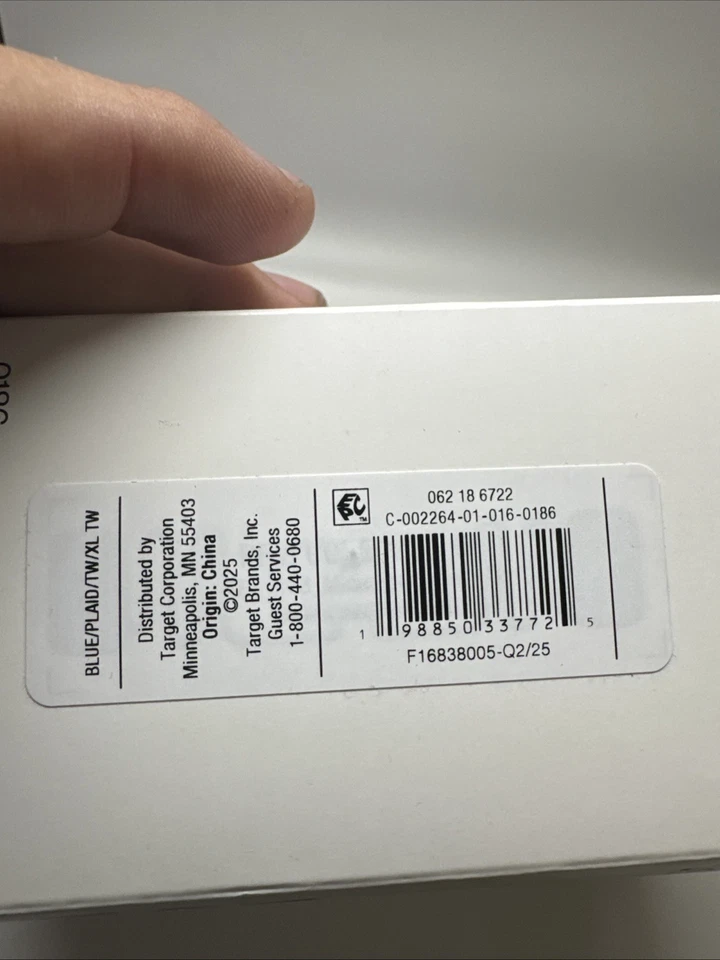 BLUE/PLAID/TW/XL TW
Distributed by
Target Corporation
Minneapolis, MN 55403
Origin: China
©2025
Target Brands, Inc.
Guest Services
1-800-440-0680
062 18 6722
C-002264-01-016-0186
1 98850 33772 5
F16838005-Q2/25